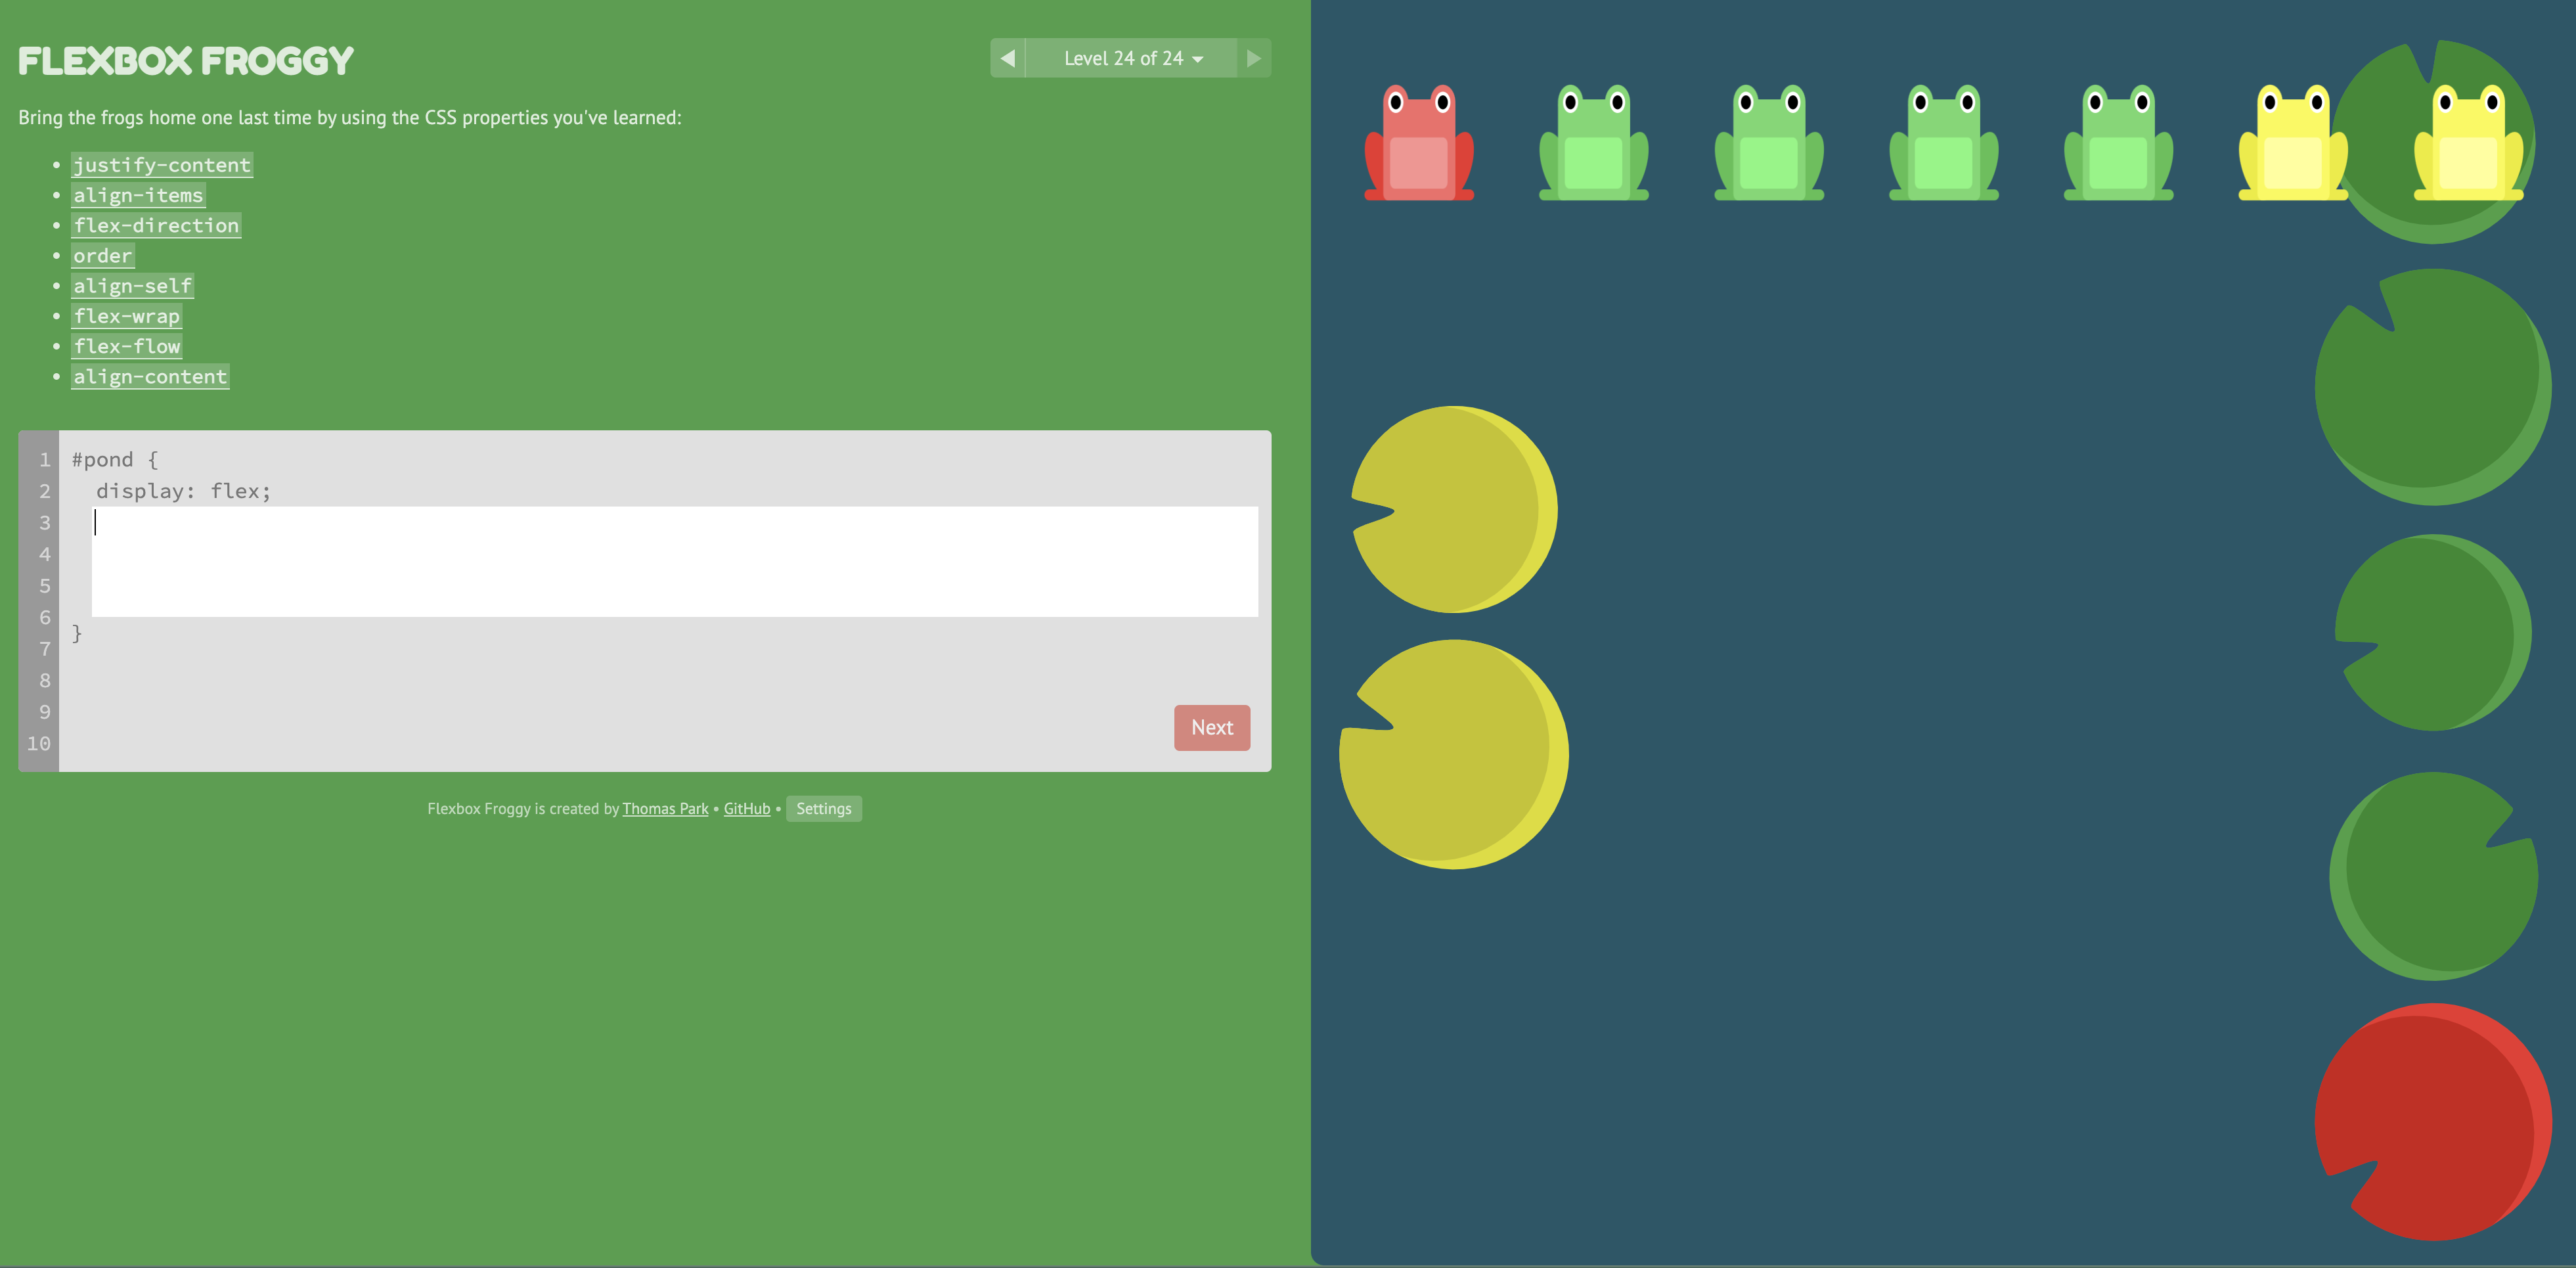 FLEXBOX FROGGY
Level 24 of 24
Bring the frogs home one last time by using the CSS properties you've learned:
• justify-content
• align-items
• flex-direction
• order
• align-self
• flex-wrap
• flex-flow
• align-content
1 #pond {
2 display: flex;
3
4
5
6
}
7
8
9
Next
10
Flexbox Froggy is created by Thomas Park • GitHub • Settings